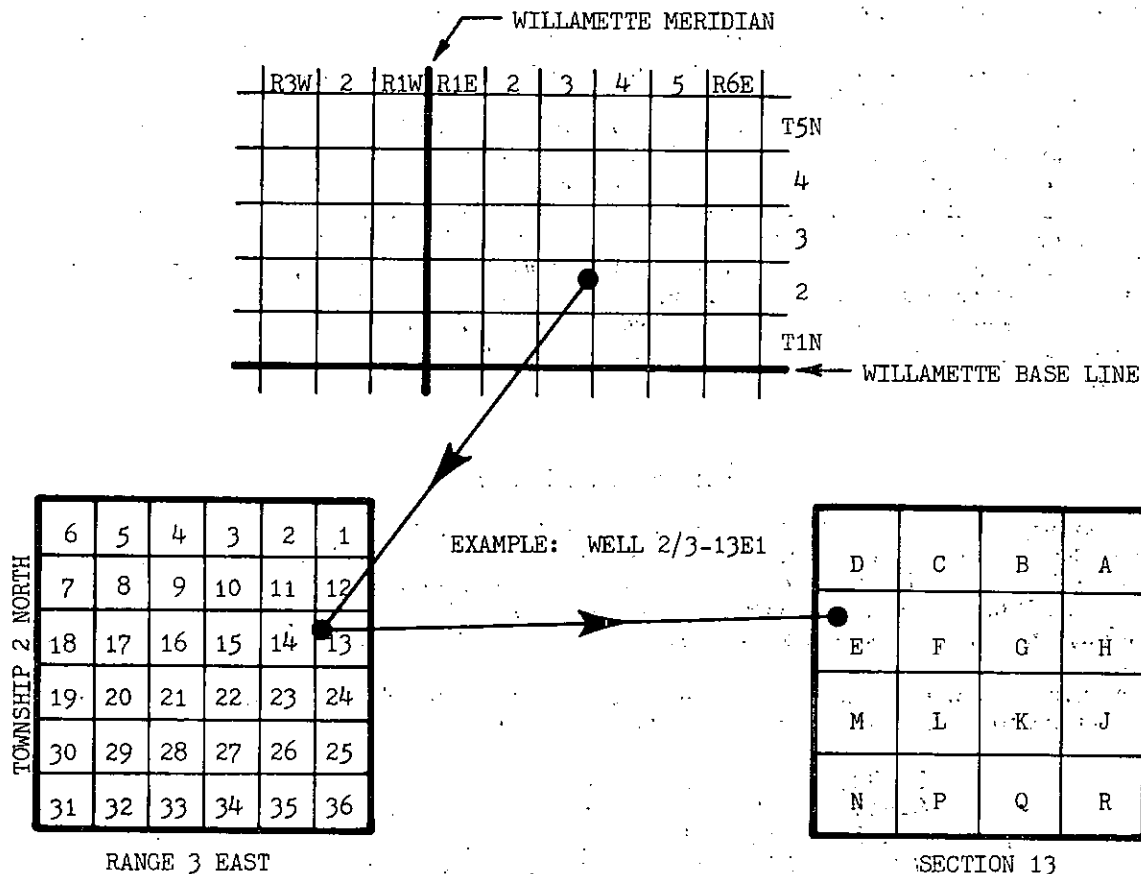 WILLAMETTE MERIDIAN
R3W 2 R1W R1E 2 3 4 5 R6E
T5N
4
3
2
T1N
WILLAMETTE BASE LINE
EXAMPLE: WELL 2/3-13E1
TOWNSHIP 2 NORTH
6 5 4 3 2 1
7 8 9 10 11 12
18 17 16 15 14 13
19 20 21 22 23 24
30 29 28 27 26 25
31 32 33 34 35 36
RANGE 3 EAST
D C B A
E F G H
M L K J
N P Q R
SECTION 13